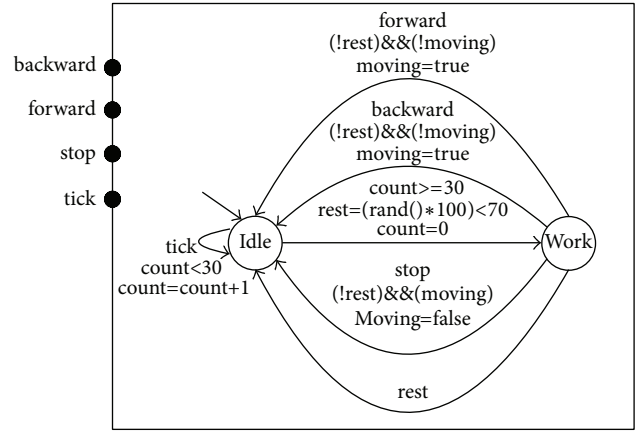 backward
forward
stop
tick
forward
(!rest)&&(!moving)
moving=true
backward
(!rest)&&(!moving)
moving=true
count>=30
rest=(rand()*100)<70
count=0
Idle
Work
tick
count<30
count=count+1
stop
(!rest)&&(moving)
Moving=false
rest